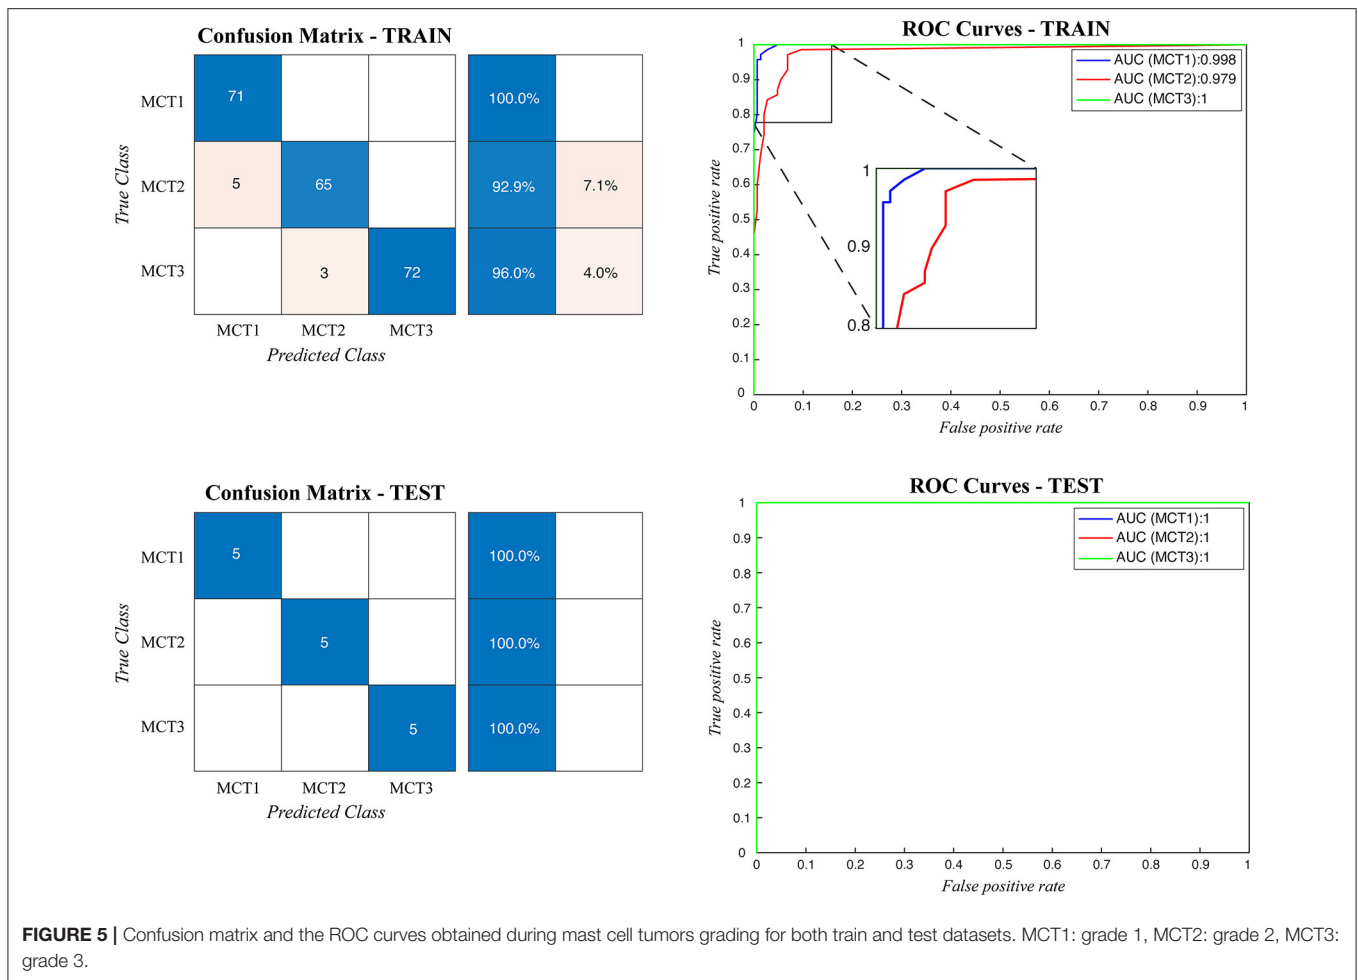 Confusion Matrix - TRAIN
True Class
MCT1
71
100.0%
MCT2
5
65
92.9%
7.1%
MCT3
3
72
96.0%
4.0%
MCT1 MCT2 MCT3
Predicted Class
ROC Curves - TRAIN
AUC (MCT1):0.998
AUC (MCT2):0.979
AUC (MCT3):1
True positive rate
1
0.9
0.8
0.7
0.6
0.5
0.4
0.3
0.2
0.1
0
1
0.9
0.8
0 0.1 0.2 0.3 0.4 0.5 0.6 0.7 0.8 0.9 1
False positive rate
Confusion Matrix - TEST
True Class
MCT1
5
100.0%
MCT2
5
100.0%
MCT3
5
100.0%
MCT1 MCT2 MCT3
Predicted Class
ROC Curves - TEST
AUC (MCT1):1
AUC (MCT2):1
AUC (MCT3):1
True positive rate
1
0.9
0.8
0.7
0.6
0.5
0.4
0.3
0.2
0.1
0
0 0.1 0.2 0.3 0.4 0.5 0.6 0.7 0.8 0.9 1
False positive rate
FIGURE 5 | Confusion matrix and the ROC curves obtained during mast cell tumors grading for both train and test datasets. MCT1: grade 1, MCT2: grade 2, MCT3:
grade 3.